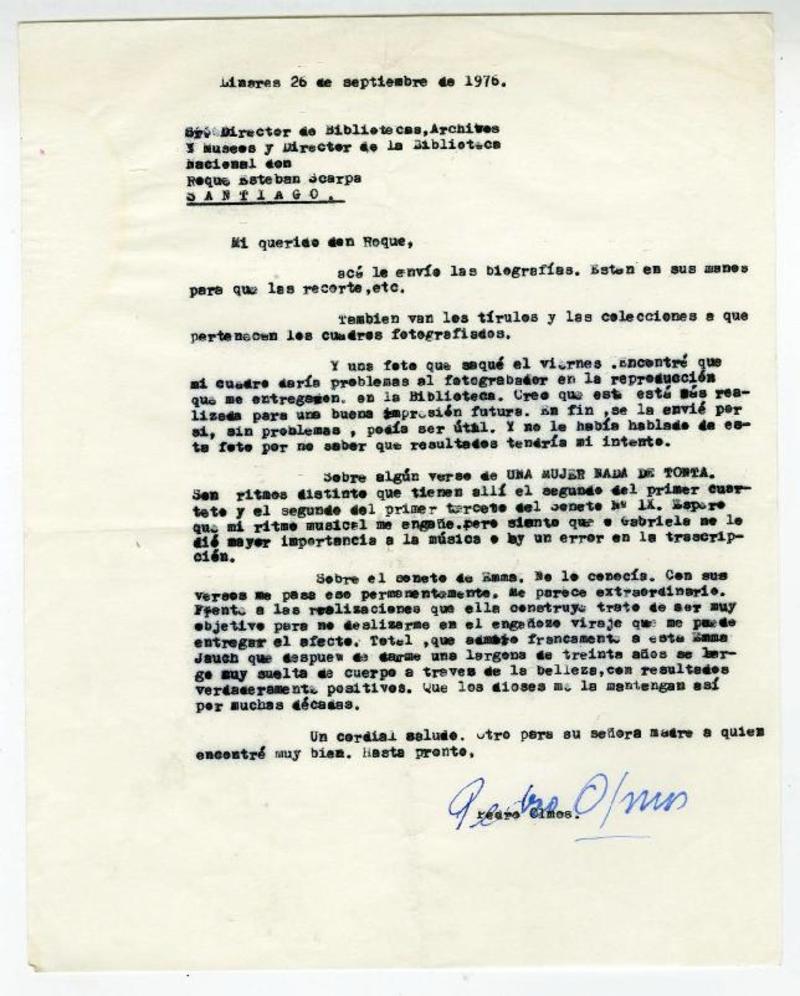 Linares 26 de septiembre de 1976.
Sr. Director de Bibliotecas,Archivos
Y Museos y Director de la Biblioteca
Nacional don
Roque Esteban Scarpa
SANTIAGO.
Mi querido don Roque,
acá le envío las biografías. Estan en sus manos
para que las recorte,etc.
Tambien van los tírulos y las colecciones a que
pertenecen los cuadros fotografiados.
Y una foto que saqué el viernes .Encontré que
mi cuadro daría problemas al fotograbador en la reproducción
que me entregaron. en la Biblioteca. Creo que está está más rea-
lizada para una buena impresión futura. En fin ,se la envié por
si, sin problemas , podía ser útal. Y no le había hablado de es-
ta foto por no saber que resultados tendría mi intento.
Sobre algún verso de UNA MUJER NADA DE TONTA.
Son ritmos distinto que tienen allí el segundo del primer cuar-
teto y el segundo del primer terceto del Soneto Nº IX. Espero
que mi ritmo musical me engañe.pero siento que o Gabriela no le
dió mayor importancia a la música o hy un error en la trascrip-
ción.
Sobre el soneto de Emma. No lo conocía. Con sus
versos me pasa eso permanentemente. Me parece extraordinario.
Frente a las realizaciones que ella construye trato de ser muy
objetivo para no deslizarme en el engañozo viraje que me puede
entregar el afecto. Total ,que admiro francamente a esta Emma
Jauch que despuew de darme una largona de treinta años se lar-
go muy suelta de cuerpo a traves de la belleza,con resultados
verdaderamente positivos. Que los dioses me la mantengan así
por muchas décadas.
Un cordial saludo. Otro para su señora madre a quien
encontré muy bien. Hasta pronto,
Pedro Olmos
Pedro Olmos.